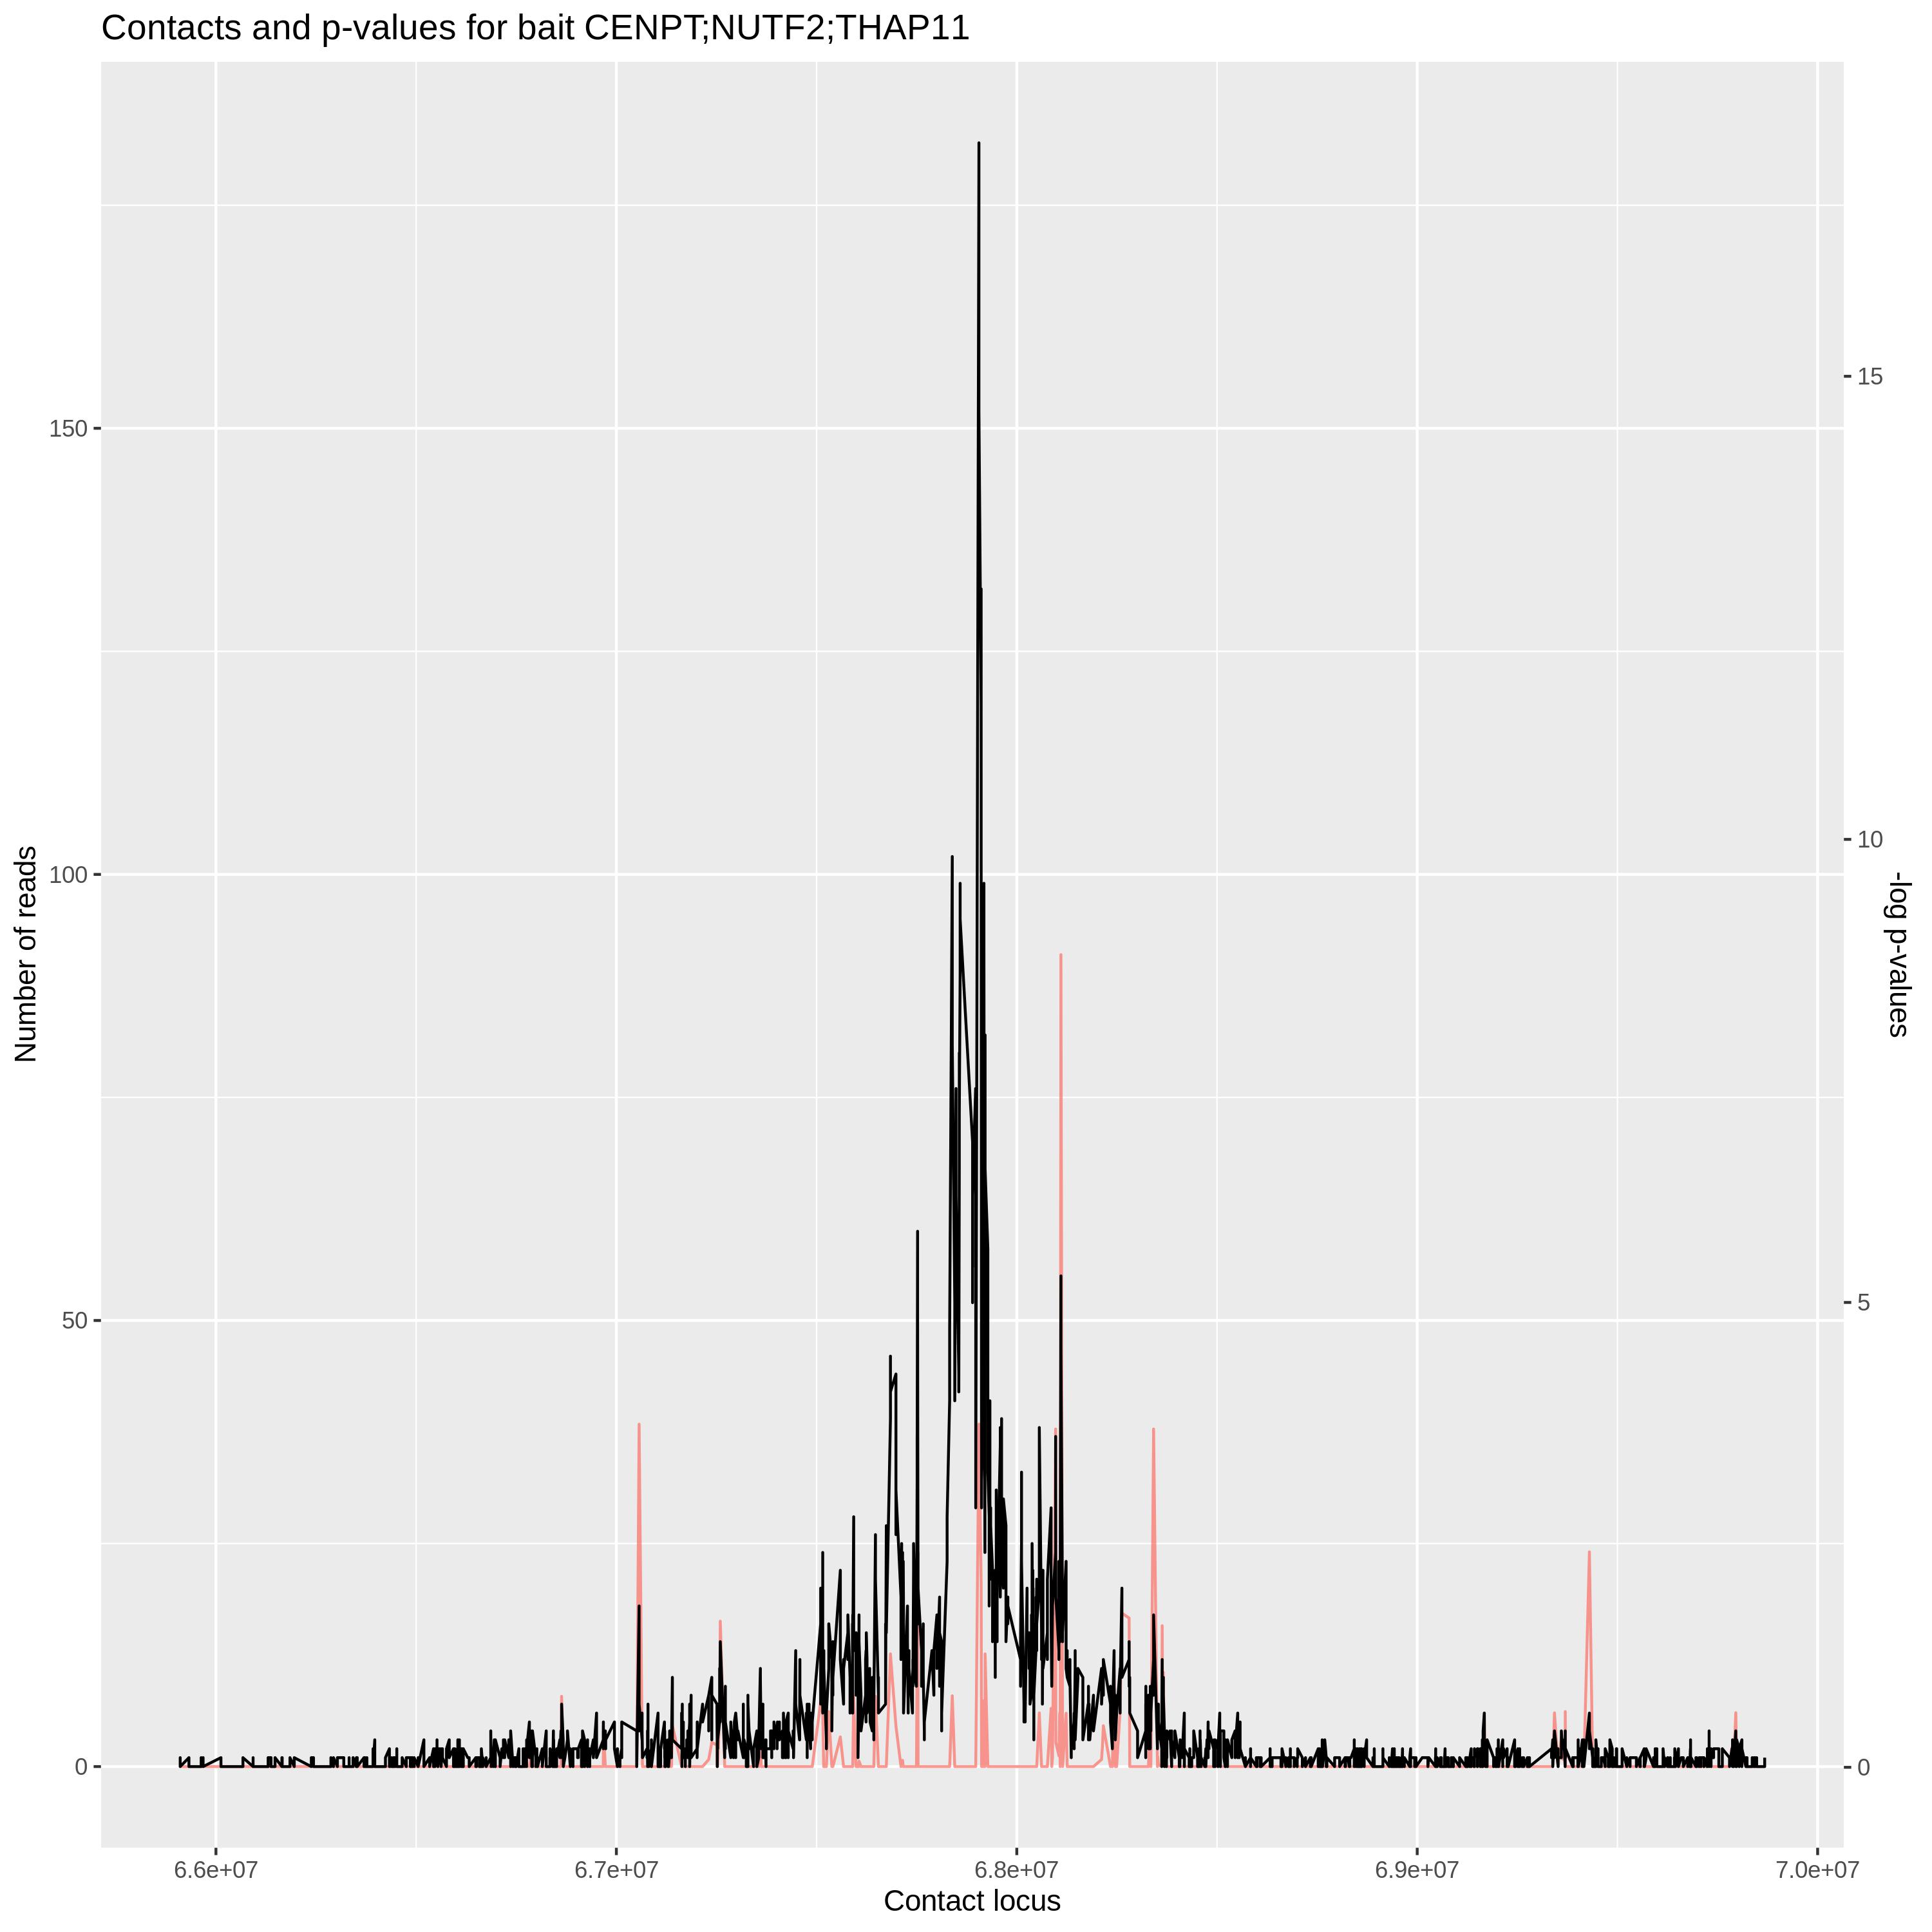 Contacts and p-values for bait CENPT;NUTF2;THAP11
150
100
50
0
Number of reads
15
10
5
0
-log p-values
6.6e+07
6.7e+07
6.8e+07
6.9e+07
7.0e+07
Contact locus